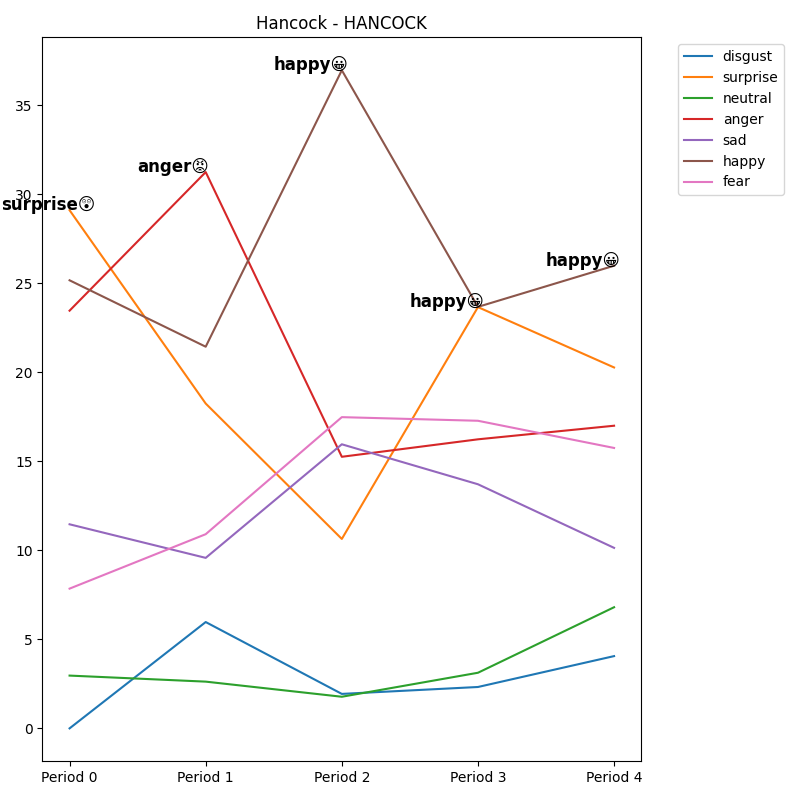 Hancock - HANCOCK
happy😀
anger😡
surprise😲
happy😀
happy😀
35
30
25
20
15
10
5
0
Period 0
Period 1
Period 2
Period 3
Period 4
disgust
surprise
neutral
anger
sad
happy
fear